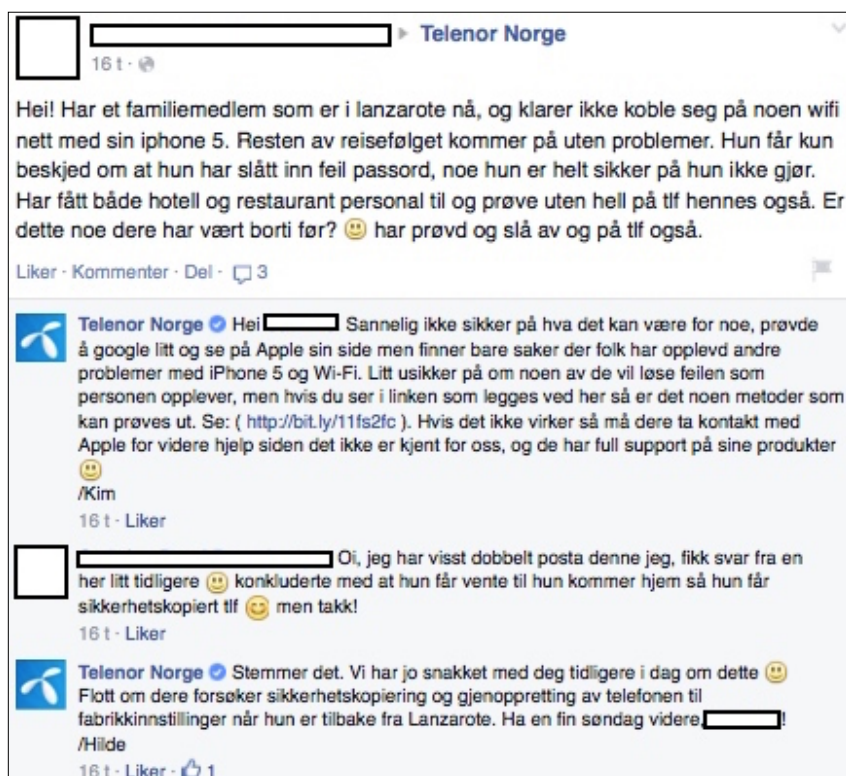 Telenor Norge
16 t ·
Hei! Har et familiemedlem som er i lanzarote nå, og klarer ikke koble seg på noen wifi
nett med sin iphone 5. Resten av reisefølget kommer på uten problemer. Hun får kun
beskjed om at hun har slått inn feil passord, noe hun er helt sikker på hun ikke gjør.
Har fått både hotell og restaurant personal til og prøve uten hell på tlf hennes også. Er
dette noe dere har vært borti før? 🙂 har prøvd og slå av og på tlf også.
Liker · Kommenter · Del · 3
Telenor Norge Hei Sannelig ikke sikker på hva det kan være for noe, prøvde
å google litt og se på Apple sin side men finner bare saker der folk har opplevd andre
problemer med iPhone 5 og Wi-Fi. Litt usikker på om noen av de vil løse feilen som
personen opplever, men hvis du ser i linken som legges ved her så er det noen metoder som
kan prøves ut. Se: ( http://bit.ly/11fs2fc ). Hvis det ikke virker så må dere ta kontakt med
Apple for videre hjelp siden det ikke er kjent for oss, og de har full support på sine produkter
🙂
/Kim
16 t · Liker
Oi, jeg har visst dobbelt posta denne jeg, fikk svar fra en
her litt tidligere 🙂 konkluderte med at hun får vente til hun kommer hjem så hun får
sikkerhetskopiert tlf 😊 men takk!
16 t · Liker
Telenor Norge Stemmer det. Vi har jo snakket med deg tidligere i dag om dette 🙂
Flott om dere forsøker sikkerhetskopiering og gjenoppretting av telefonen til
fabrikkinnstillinger når hun er tilbake fra Lanzarote. Ha en fin søndag videre, !
/Hilde
16 t · Liker · 1